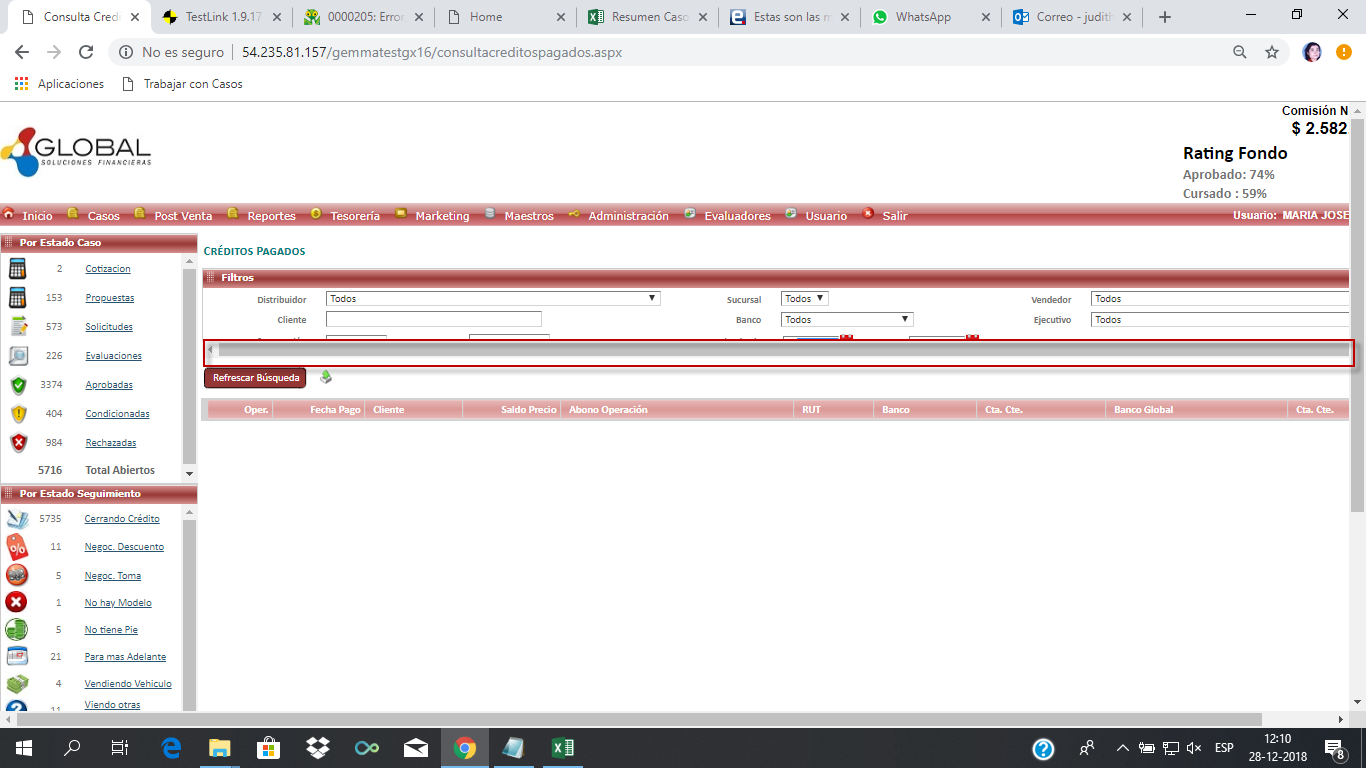 Consulta Cred
TestLink 1.9.17
0000205: Error
Home
Resumen Caso
Estas son las m
WhatsApp
Correo - judith
No es seguro
54.235.81.157/gemmatestgx16/consultacreditospagados.aspx
Aplicaciones
Trabajar con Casos
Comisión N
$ 2.582
GLOBAL
SOLUCIONES FINANCIERAS
Rating Fondo
Aprobado: 74%
Cursado : 59%
Inicio
Casos
Post Venta
Reportes
Tesorería
Marketing
Maestros
Administración
Evaluadores
Usuario
Salir
Usuario: MARIA JOSE
Por Estado Caso
2 Cotizacion
153 Propuestas
573 Solicitudes
226 Evaluaciones
3374 Aprobadas
404 Condicionadas
984 Rechazadas
5716 Total Abiertos
Por Estado Seguimiento
5735 Cerrando Crédito
11 Negoc. Descuento
5 Negoc. Toma
1 No hay Modelo
5 No tiene Pie
21 Para mas Adelante
4 Vendiendo Vehiculo
11 Viendo otras
CRÉDITOS PAGADOS
Filtros
Distribuidor Todos
Sucursal Todos
Vendedor Todos
Cliente
Banco Todos
Ejecutivo Todos
Refrescar Búsqueda
Oper.
Fecha Pago
Cliente
Saldo Precio
Abono Operación
RUT
Banco
Cta. Cte.
Banco Global
Cta. Cte.
ESP
12:10
28-12-2018
8